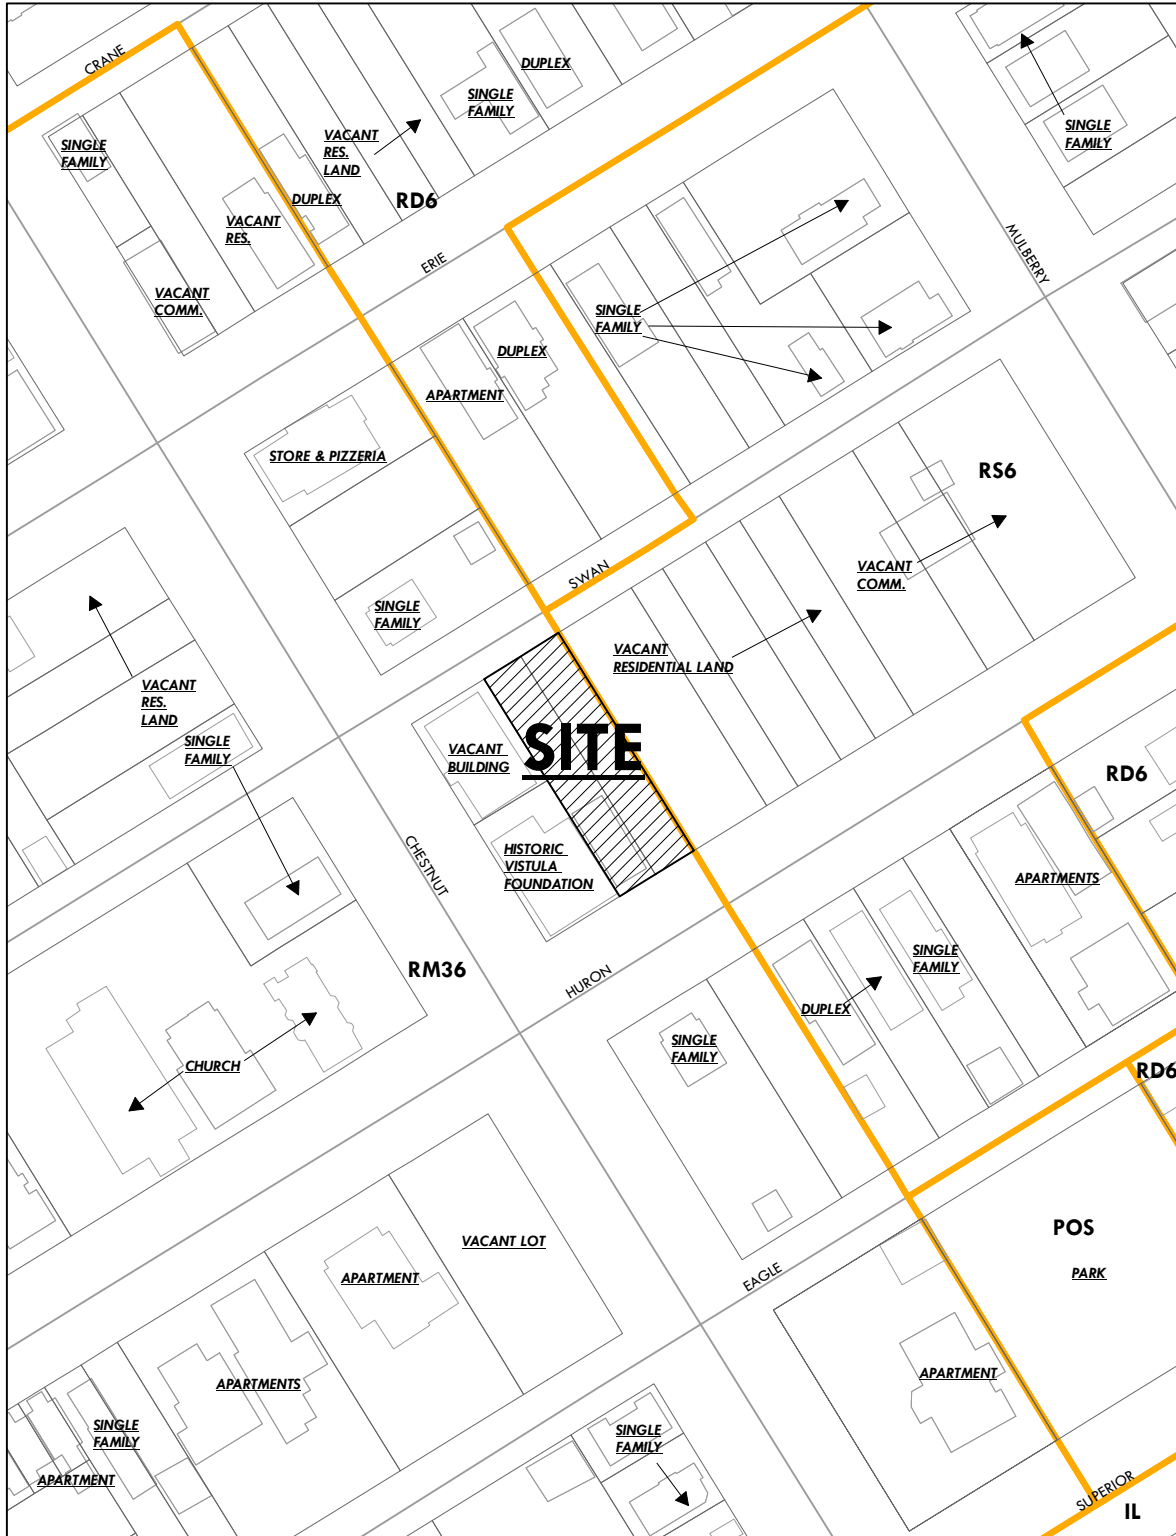 CRANE
DUPLEX
SINGLE
FAMILY
SINGLE
FAMILY
SINGLE
FAMILY
VACANT
RES.
LAND
DUPLEX
RD6
VACANT
RES.
MULBERRY
ERIE
VACANT
COMM.
SINGLE
FAMILY
DUPLEX
APARTMENT
STORE & PIZZERIA
RS6
SWAN
VACANT
COMM.
SINGLE
FAMILY
VACANT
RESIDENTIAL LAND
VACANT
RES.
LAND
SINGLE
FAMILY
VACANT
BUILDING
SITE
RD6
CHESTNUT
HISTORIC
VISTULA
FOUNDATION
APARTMENTS
RM36
HURON
SINGLE
FAMILY
DUPLEX
SINGLE
FAMILY
CHURCH
RD6
POS
VACANT LOT
PARK
APARTMENT
EAGLE
APARTMENT
APARTMENTS
SINGLE
FAMILY
SINGLE
FAMILY
APARTMENT
SUPERIOR
IL